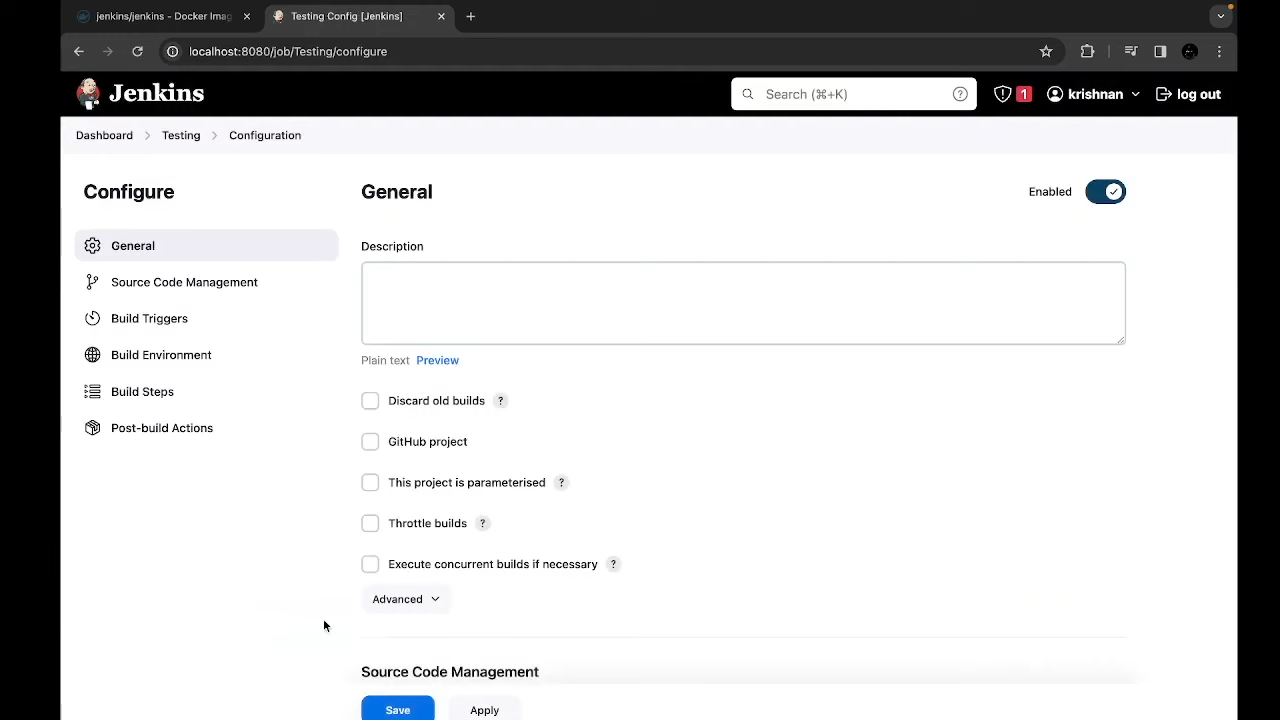 jenkins/jenkins - Docker Imag
Testing Config [Jenkins]
localhost:8080/job/Testing/configure
Jenkins
Search (⌘+K)
?
1
krishnan
log out
Dashboard
Testing
Configuration
Configure
General
Source Code Management
Build Triggers
Build Environment
Build Steps
Post-build Actions
General
Enabled
Description
Plain text Preview
Discard old builds ?
GitHub project
This project is parameterised ?
Throttle builds ?
Execute concurrent builds if necessary ?
Advanced
Source Code Management
Save
Apply